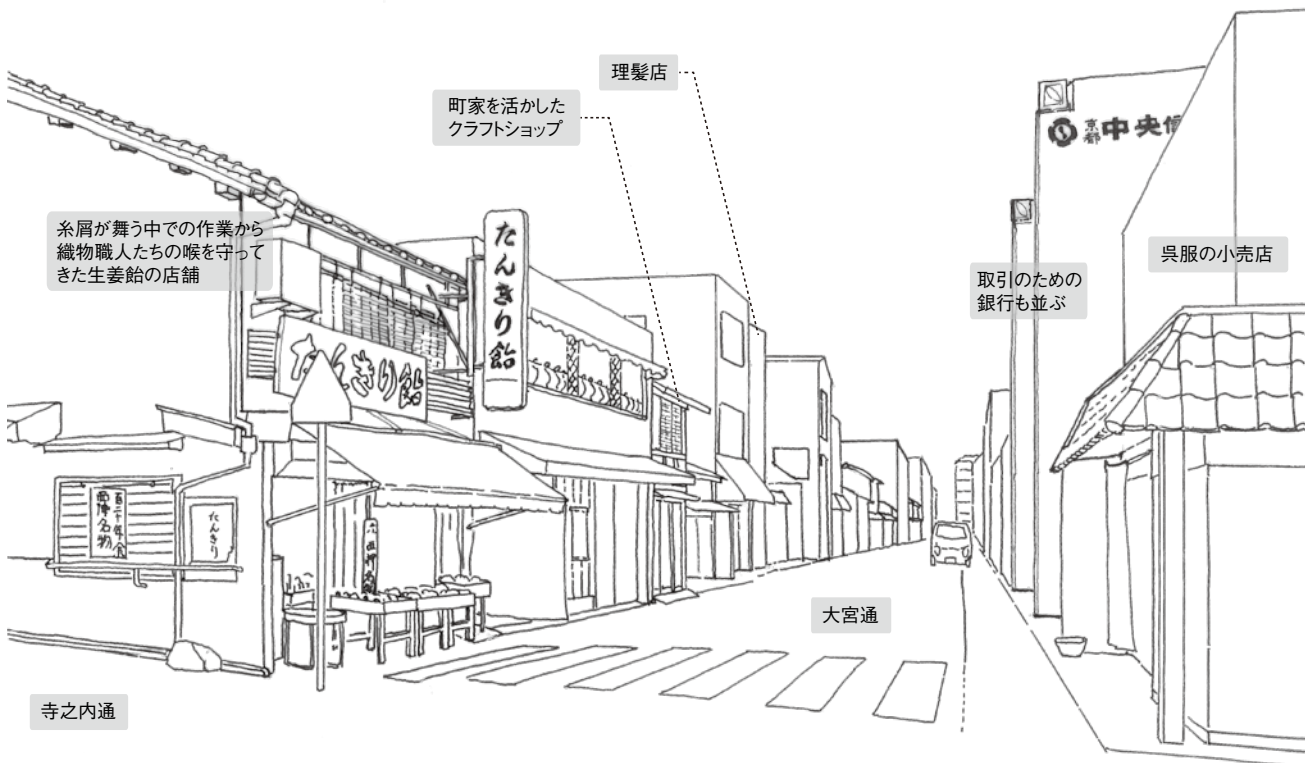 理髪店
町家を活かした
クラフトショップ
京都
中央信
糸屑が舞う中での作業から
織物職人たちの喉を守って
きた生姜飴の店舗
たんきり飴
呉服の小売店
取引のための
銀行も並ぶ
たんきり飴
西陣名物
たんきり
大宮通
寺之内通